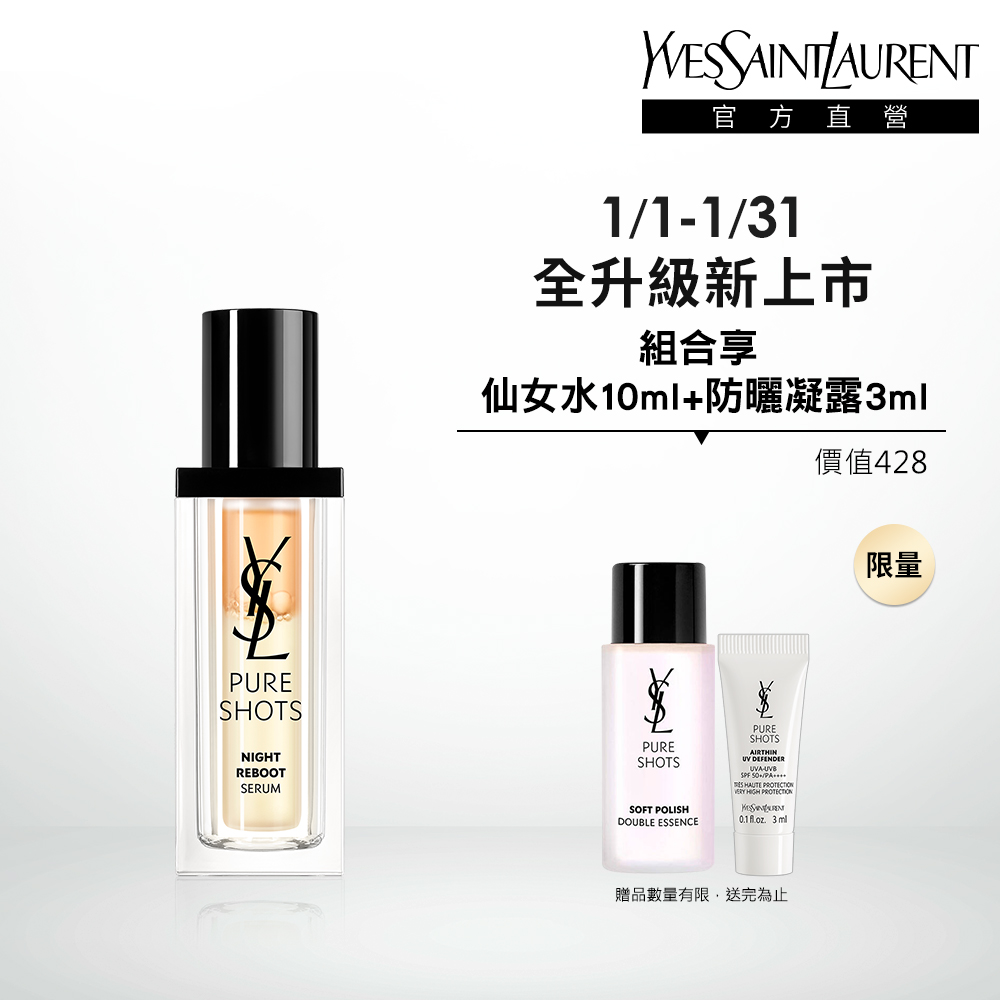 YVESSAINTLAURENT
官方直營
1/1-1/31
全升級新上市
組合享
仙女水10ml+防曬凝露3ml
價值428
限量
YSL
PURE
SHOTS
NIGHT
REBOOT
SERUM
YSL
PURE
SHOTS
SOFT POLISH
DOUBLE ESSENCE
YSL
PURE
SHOTS
AIRTHIN
UV DEFENDER
UVA-UVB
SPF 50+/PA++++
TRÈS HAUTE PROTECTION
VERY HIGH PROTECTION
YVESSAINTLAURENT
0.1 fl.oz. 3 ml
贈品數量有限，送完為止